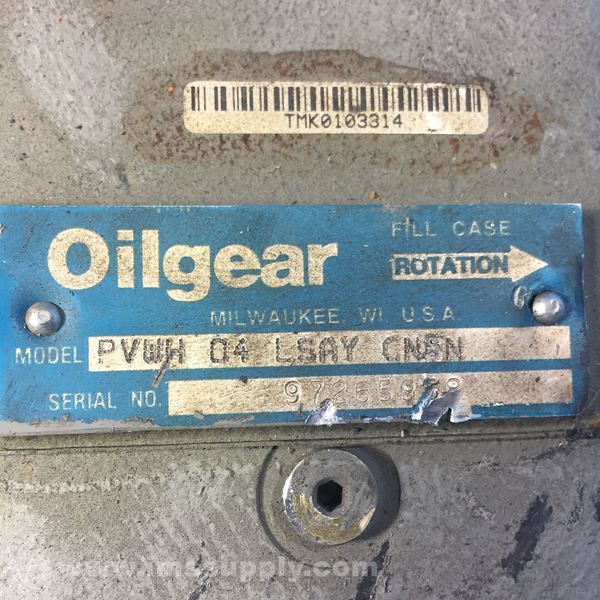 TMK0103314
Oilgear
FILL CASE
ROTATION
MILWAUKEE, WI. U.S.A.
MODEL PVWH 04 LSAY CNSN
SERIAL NO.